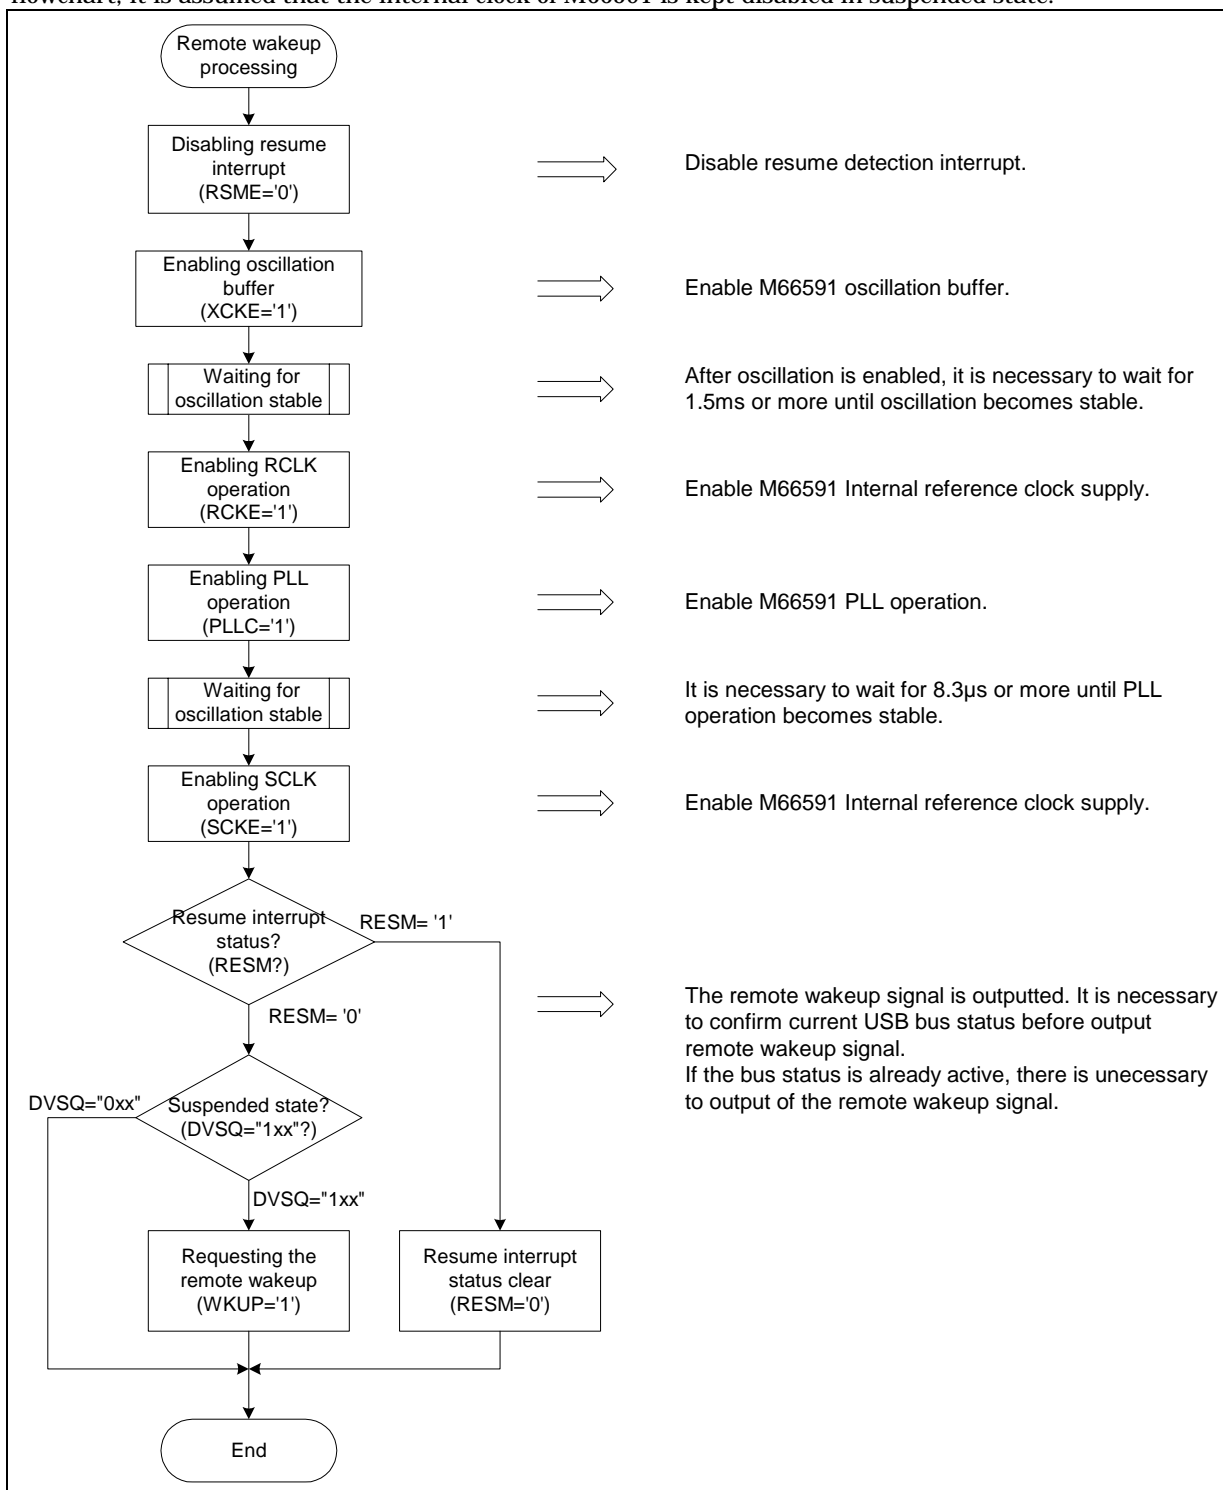 flowchart, it is assumed that the internal clock of M66591 is kept disabled in suspended state.
Remote wakeup
processing
Disabling resume
interrupt
(RSME='0')
Disable resume detection interrupt.
Enabling oscillation
buffer
(XCKE='1')
Enable M66591 oscillation buffer.
Waiting for
oscillation stable
After oscillation is enabled, it is necessary to wait for
1.5ms or more until oscillation becomes stable.
Enabling RCLK
operation
(RCKE='1')
Enable M66591 Internal reference clock supply.
Enabling PLL
operation
(PLLC='1')
Enable M66591 PLL operation.
Waiting for
oscillation stable
It is necessary to wait for 8.3µs or more until PLL
operation becomes stable.
Enabling SCLK
operation
(SCKE='1')
Enable M66591 Internal reference clock supply.
Resume interrupt
status?
(RESM?)
RESM= '1'
RESM= '0'
The remote wakeup signal is outputted. It is necessary
to confirm current USB bus status before output
remote wakeup signal.
If the bus status is already active, there is unecessary
to output of the remote wakeup signal.
DVSQ="0xx"
Suspended state?
(DVSQ="1xx"?)
DVSQ="1xx"
Requesting the
remote wakeup
(WKUP='1')
Resume interrupt
status clear
(RESM='0')
End